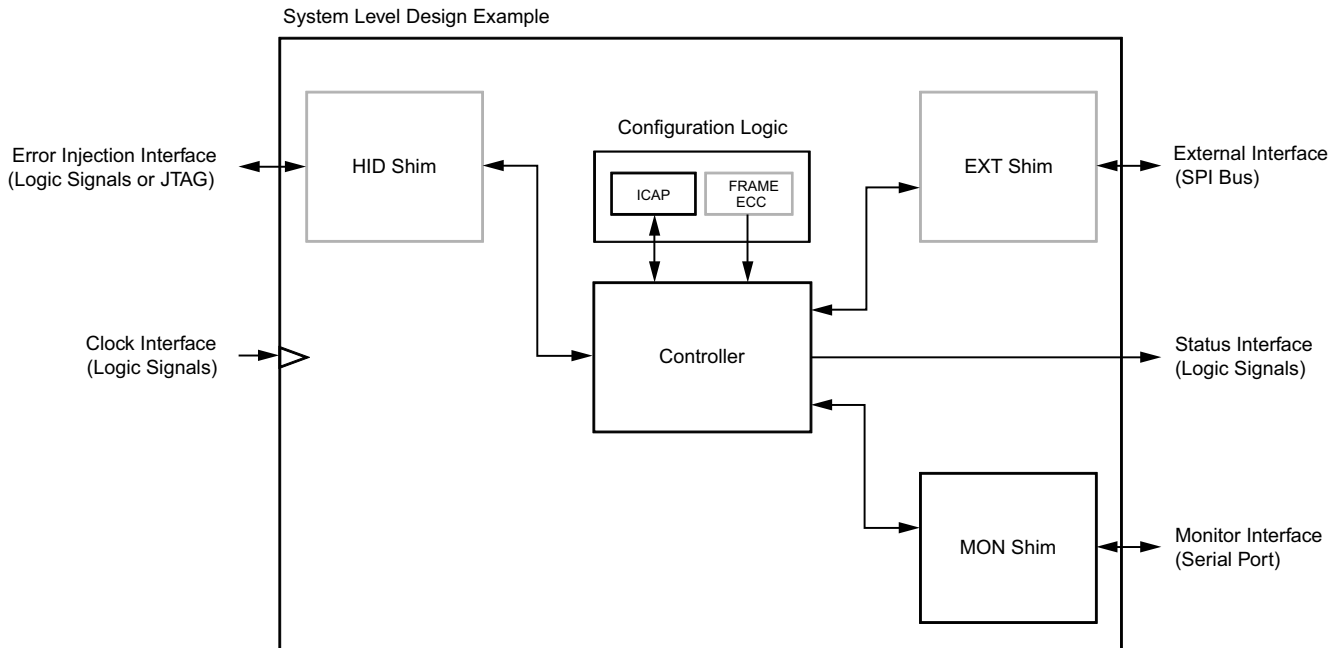 System Level Design Example
Error Injection Interface
(Logic Signals or JTAG)
HID Shim
Configuration Logic
ICAP
FRAME
ECC
EXT Shim
External Interface
(SPI Bus)
Clock Interface
(Logic Signals)
Controller
Status Interface
(Logic Signals)
MON Shim
Monitor Interface
(Serial Port)